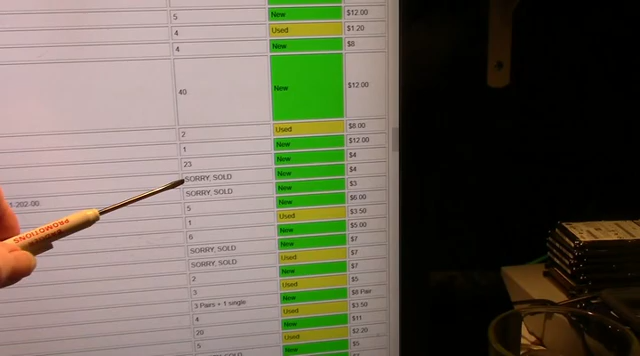 5 New $12.00
4 Used $1.20
4 New $8
40 New $12.00
2 Used $8.00
1 New $12.00
23 New $4
SORRY, SOLD New $4
202-00 SORRY, SOLD New $3
5 New $6.00
1 Used $3.50
6 New $5.00
SORRY, SOLD New $7
SORRY, SOLD Used $7
2 New $7
3 Used $5
3 Pairs + 1 single New $8 Pair
4 Used $3.50
20 New $11
5 Used $2.20
SORRY, SOLD New $5
PROMOTIONS